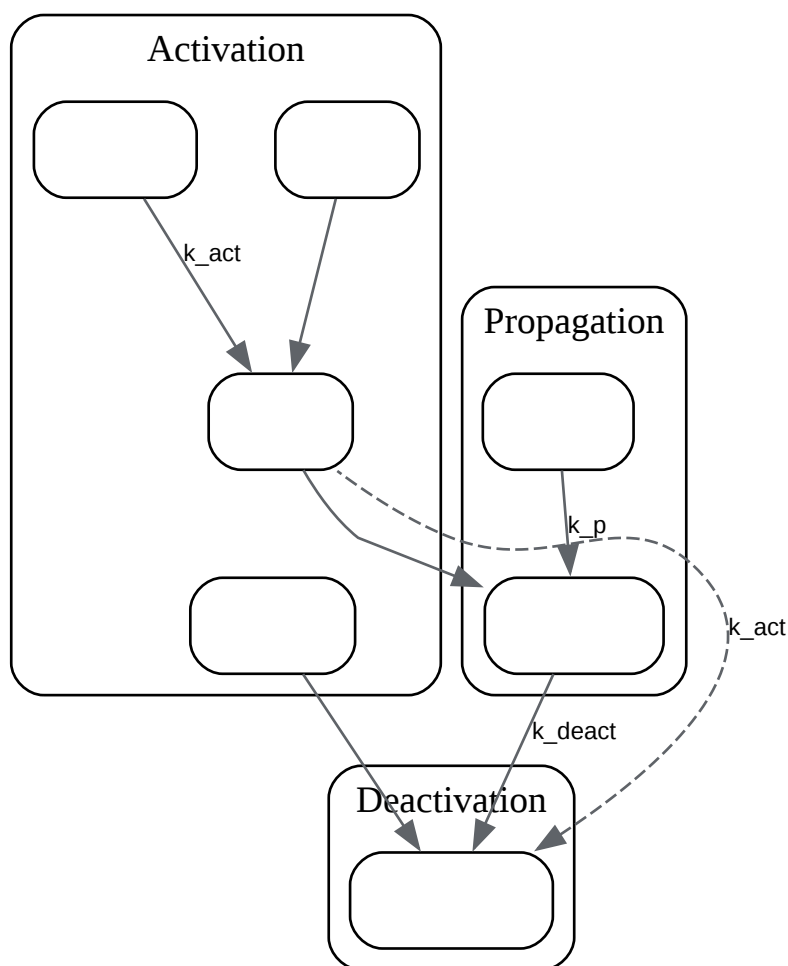 Activation
k_act
Propagation
k_p
k_act
k_deact
Deactivation